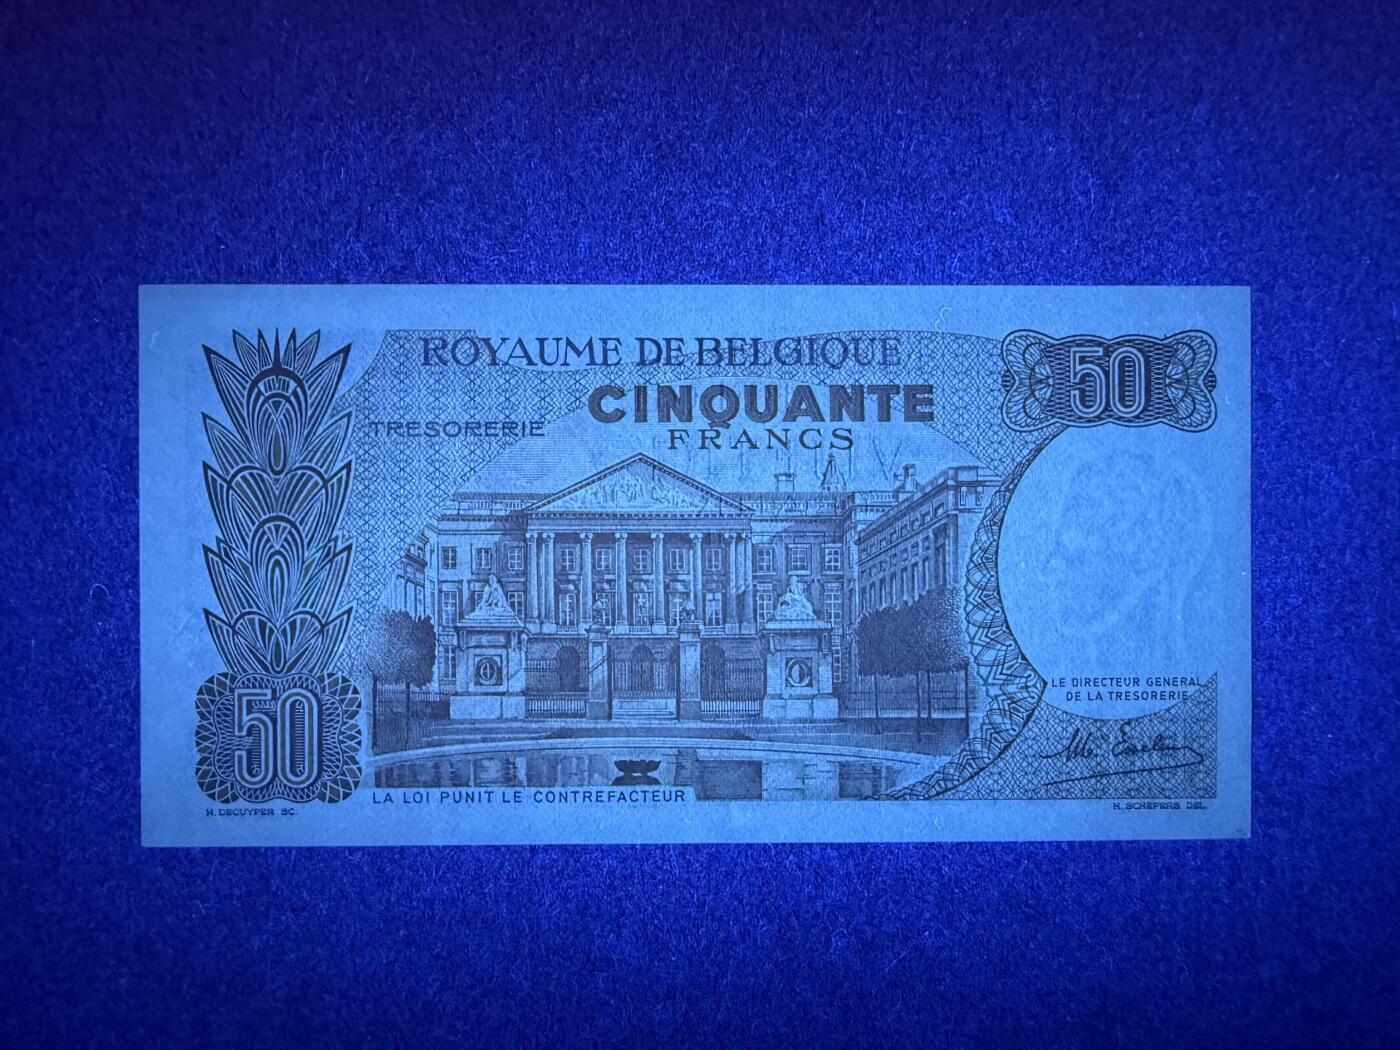 ROYAUME DE BELGIQUE
CINQUANTE
FRANCS
TRESORERIE
50
LE DIRECTEUR GENERAL
DE LA TRESORERIE
50
LA LOI PUNIT LE CONTREFACTEUR
H. DECUYPER SC.
H. SCHEPERS DEL.